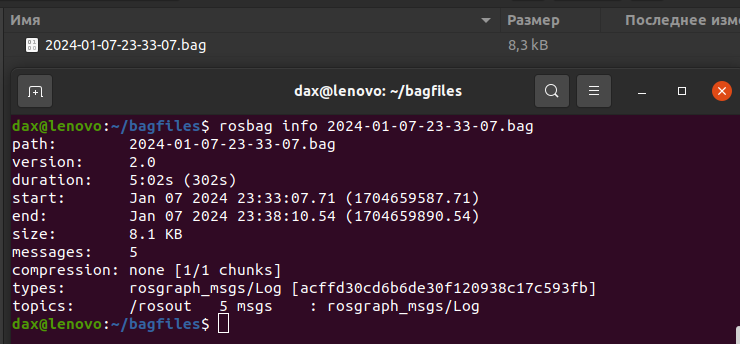 Имя Размер Последнее изме
2024-01-07-23-33-07.bag 8,3 kB
dax@lenovo: ~/bagfiles
dax@lenovo:~/bagfiles$ rosbag info 2024-01-07-23-33-07.bag
path:        2024-01-07-23-33-07.bag
version:     2.0
duration:    5:02s (302s)
start:       Jan 07 2024 23:33:07.71 (1704659587.71)
end:         Jan 07 2024 23:38:10.54 (1704659890.54)
size:        8.1 KB
messages:    5
compression: none [1/1 chunks]
types:       rosgraph_msgs/Log [acffd30cd6b6de30f120938c17c593fb]
topics:      /rosout   5 msgs    : rosgraph_msgs/Log
dax@lenovo:~/bagfiles$